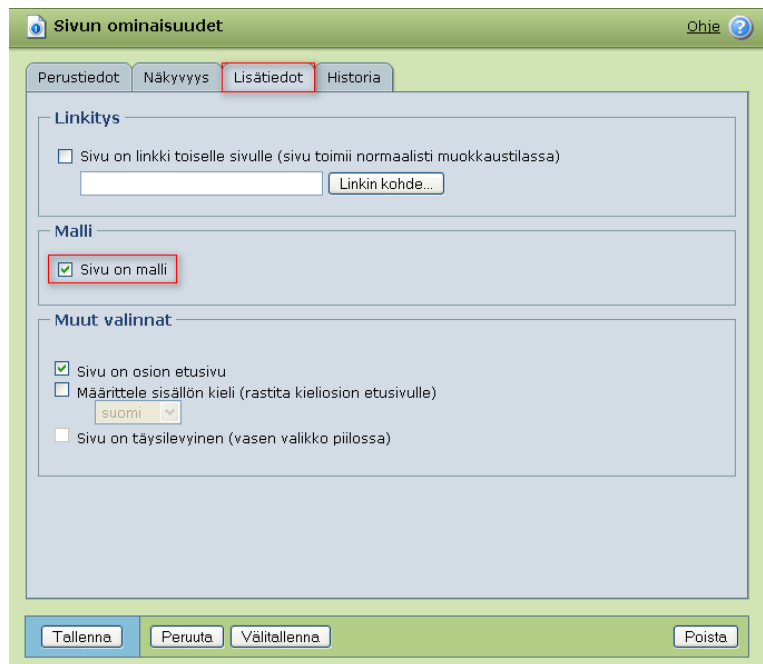 Sivun ominaisuudet
Ohje
Perustiedot Näkyvyys Lisätiedot Historia
Linkitys
Sivu on linkki toiselle sivulle (sivu toimii normaalisti muokkaustilassa)
Linkin kohde...
Malli
Sivu on malli
Muut valinnat
Sivu on osion etusivu
Määrittele sisällön kieli (rastita kieliosion etusivulle)
suomi
Sivu on täysilevyinen (vasen valikko piilossa)
Tallenna Peruuta Välitallenna Poista